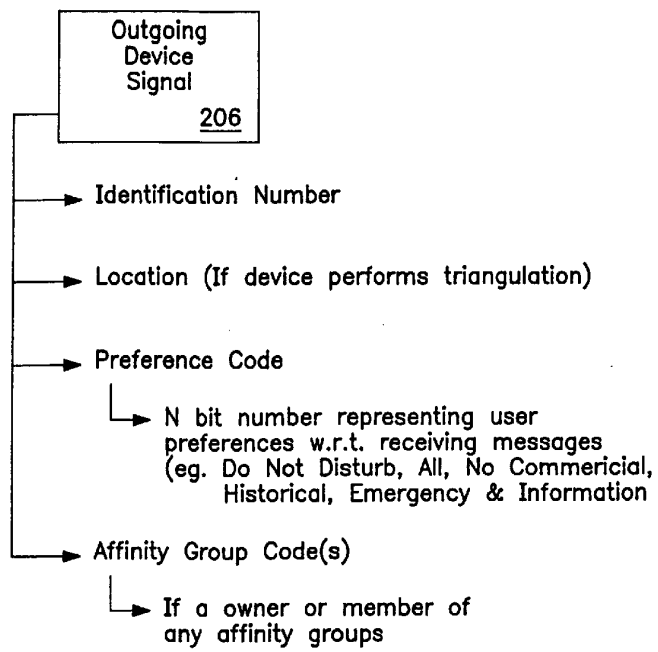 Outgoing
Device
Signal
206
Identification Number
Location (If device performs triangulation)
Preference Code
N bit number representing user
preferences w.r.t. receiving messages
(eg. Do Not Disturb, All, No Commericial,
Historical, Emergency & Information
Affinity Group Code(s)
If a owner or member of
any affinity groups